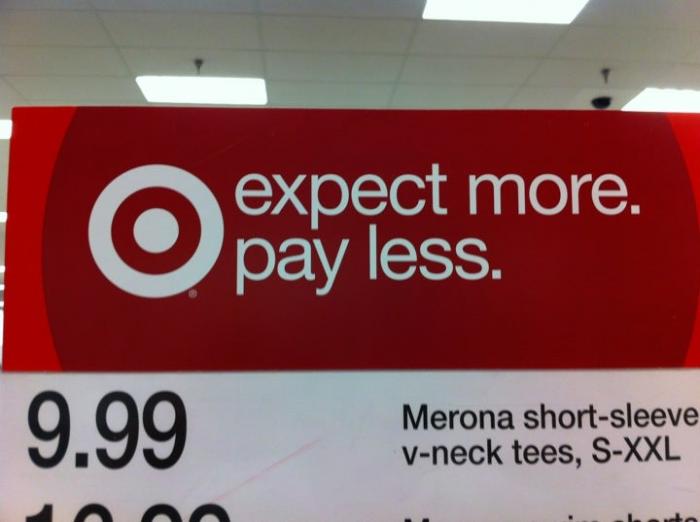 expect more.
pay less.
9.99
Merona short-sleeve
v-neck tees, S-XXL